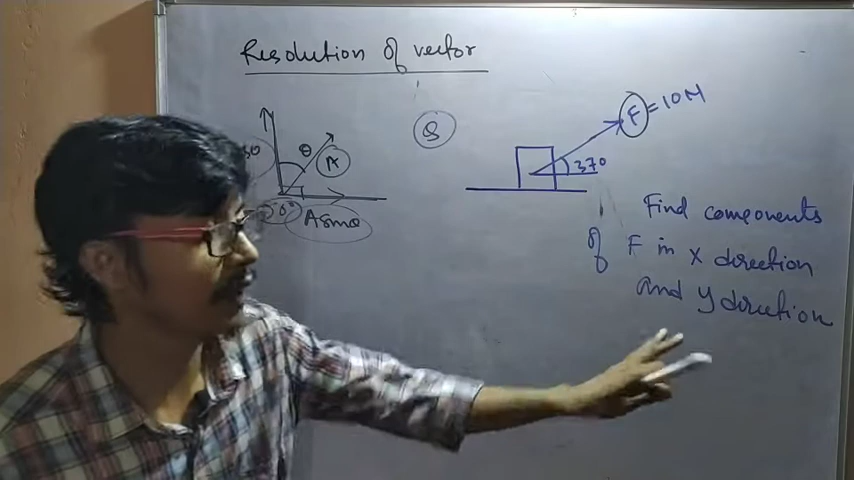 Resolution of vector
θ
A
Asinθ
Q
F = 10N
37°
Find components
of F in x direction
and y direction